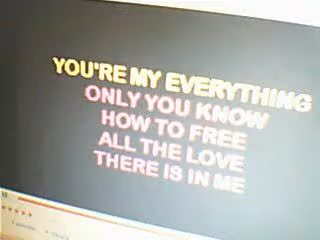 YOU'RE MY EVERYTHING
ONLY YOU KNOW
HOW TO FREE
ALL THE LOVE
THERE IS IN ME